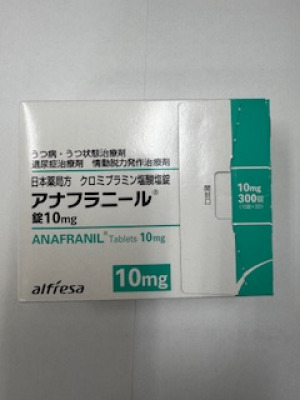 うつ病・うつ状態治療剤
遺尿症治療剤 情動脱力発作治療剤
日本薬局方 クロミプラミン塩酸塩錠
アナフラニール®
錠10mg
ANAFRANIL® Tablets 10mg
10mg
alfresa
開封口
10mg
300錠